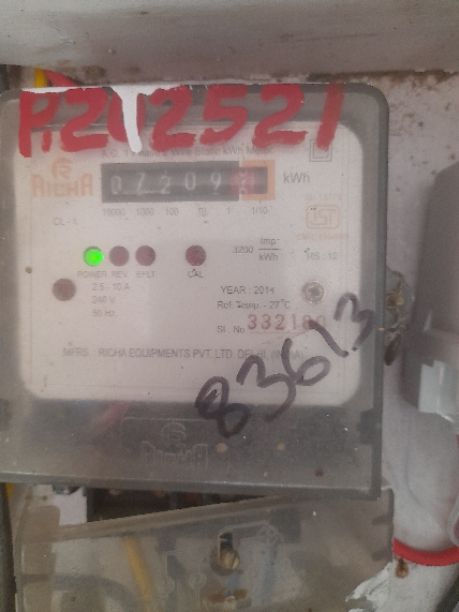 P.202521
RICHA
kWh
10000 1000 100 10 1 1/10
CL - 1
3200 Imp/kWh
POWER REV. E/LT CAL
2.5 - 10 A
240 V
50 Hz.
YEAR : 2014
Ref. Temp. - 27°C
Sl. No
MFRS. : RICHA EQUIPMENTS PVT. LTD. DELHI, (INDIA)
83613
RICHA